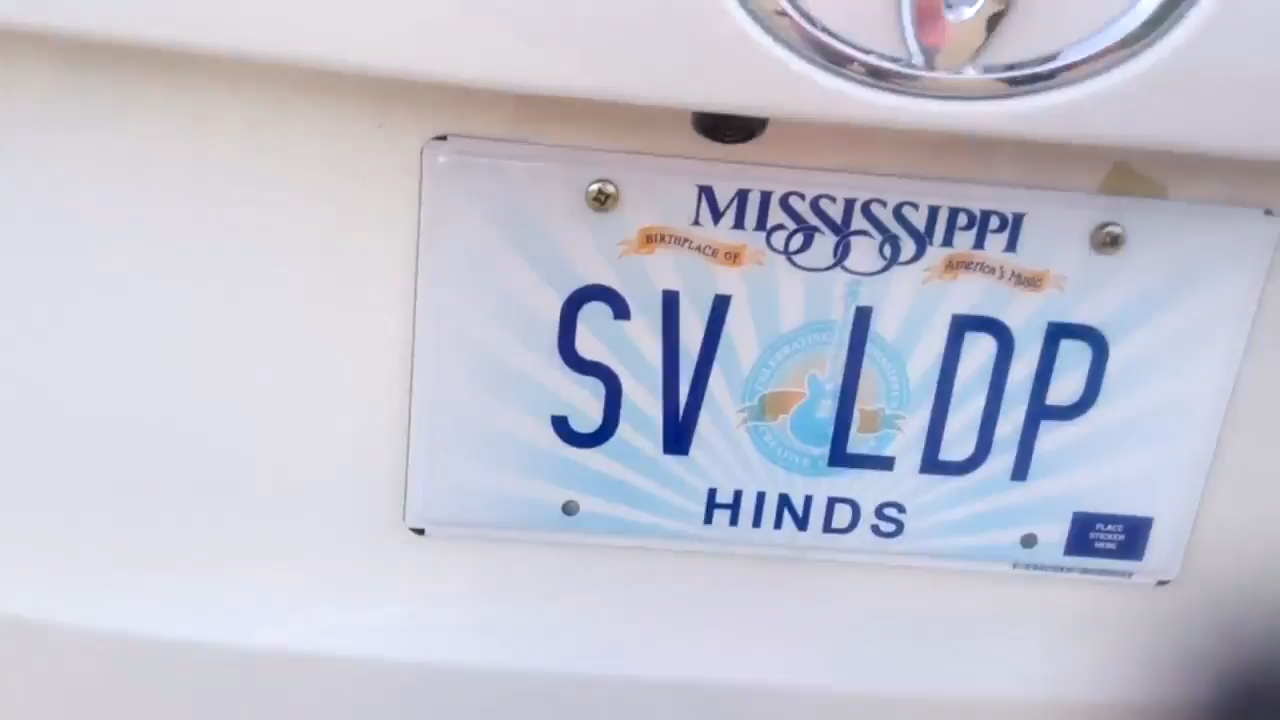 MISSISSIPPI
BIRTHPLACE OF
America's Music
SV LDP
HINDS
PLACE
STICKER
HERE